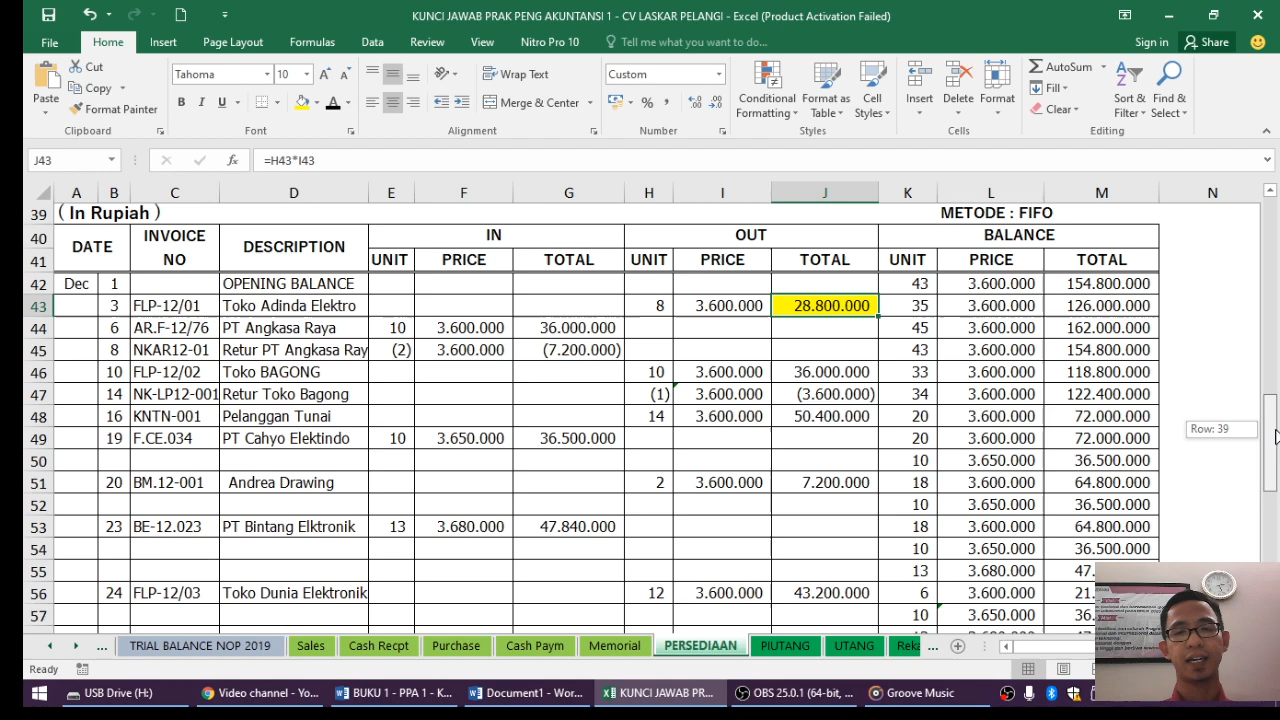 KUNCI JAWAB PRAK PENG AKUNTANSI 1 - CV LASKAR PELANGI - Excel (Product Activation Failed)
File Home Insert Page Layout Formulas Data Review View Nitro Pro 10 Tell me what you want to do... Sign in Share
Paste Cut Copy Format Painter Clipboard
Tahoma 10 B I U Font
Wrap Text Merge & Center Alignment
Custom % Number
Conditional Formatting Format as Table Cell Styles Styles
Insert Delete Format Cells
AutoSum Fill Clear Sort & Filter Find & Select Editing
J43 fx =H43*I43
A B C D E F G H I J K L M N
39 ( In Rupiah ) METODE : FIFO
40 DATE INVOICE NO DESCRIPTION IN OUT BALANCE
41 UNIT PRICE TOTAL UNIT PRICE TOTAL UNIT PRICE TOTAL
42 Dec 1 OPENING BALANCE 43 3.600.000 154.800.000
43 3 FLP-12/01 Toko Adinda Elektro 8 3.600.000 28.800.000 35 3.600.000 126.000.000
44 6 AR.F-12/76 PT Angkasa Raya 10 3.600.000 36.000.000 45 3.600.000 162.000.000
45 8 NKAR12-01 Retur PT Angkasa Ray (2) 3.600.000 (7.200.000) 43 3.600.000 154.800.000
46 10 FLP-12/02 Toko BAGONG 10 3.600.000 36.000.000 33 3.600.000 118.800.000
47 14 NK-LP12-001 Retur Toko Bagong (1) 3.600.000 (3.600.000) 34 3.600.000 122.400.000
48 16 KNTN-001 Pelanggan Tunai 14 3.600.000 50.400.000 20 3.600.000 72.000.000
49 19 F.CE.034 PT Cahyo Elektindo 10 3.650.000 36.500.000 20 3.600.000 72.000.000
Row: 39
50 10 3.650.000 36.500.000
51 20 BM.12-001 Andrea Drawing 2 3.600.000 7.200.000 18 3.600.000 64.800.000
52 10 3.650.000 36.500.000
53 23 BE-12.023 PT Bintang Elktronik 13 3.680.000 47.840.000 18 3.600.000 64.800.000
54 10 3.650.000 36.500.000
55 13 3.680.000 47.
56 24 FLP-12/03 Toko Dunia Elektronik 12 3.600.000 43.200.000 6 3.600.000 21.
57 10 3.650.000 36.
... TRIAL BALANCE NOP 2019 Sales Cash Recpt Purchase Cash Paym Memorial PERSEDIAAN PIUTANG UTANG Reka ...
Ready
USB Drive (H:) Video channel - Yo... BUKU 1 - PPA 1 - K... Document1 - Wor... KUNCI JAWAB PR... OBS 25.0.1 (64-bit, ... Groove Music